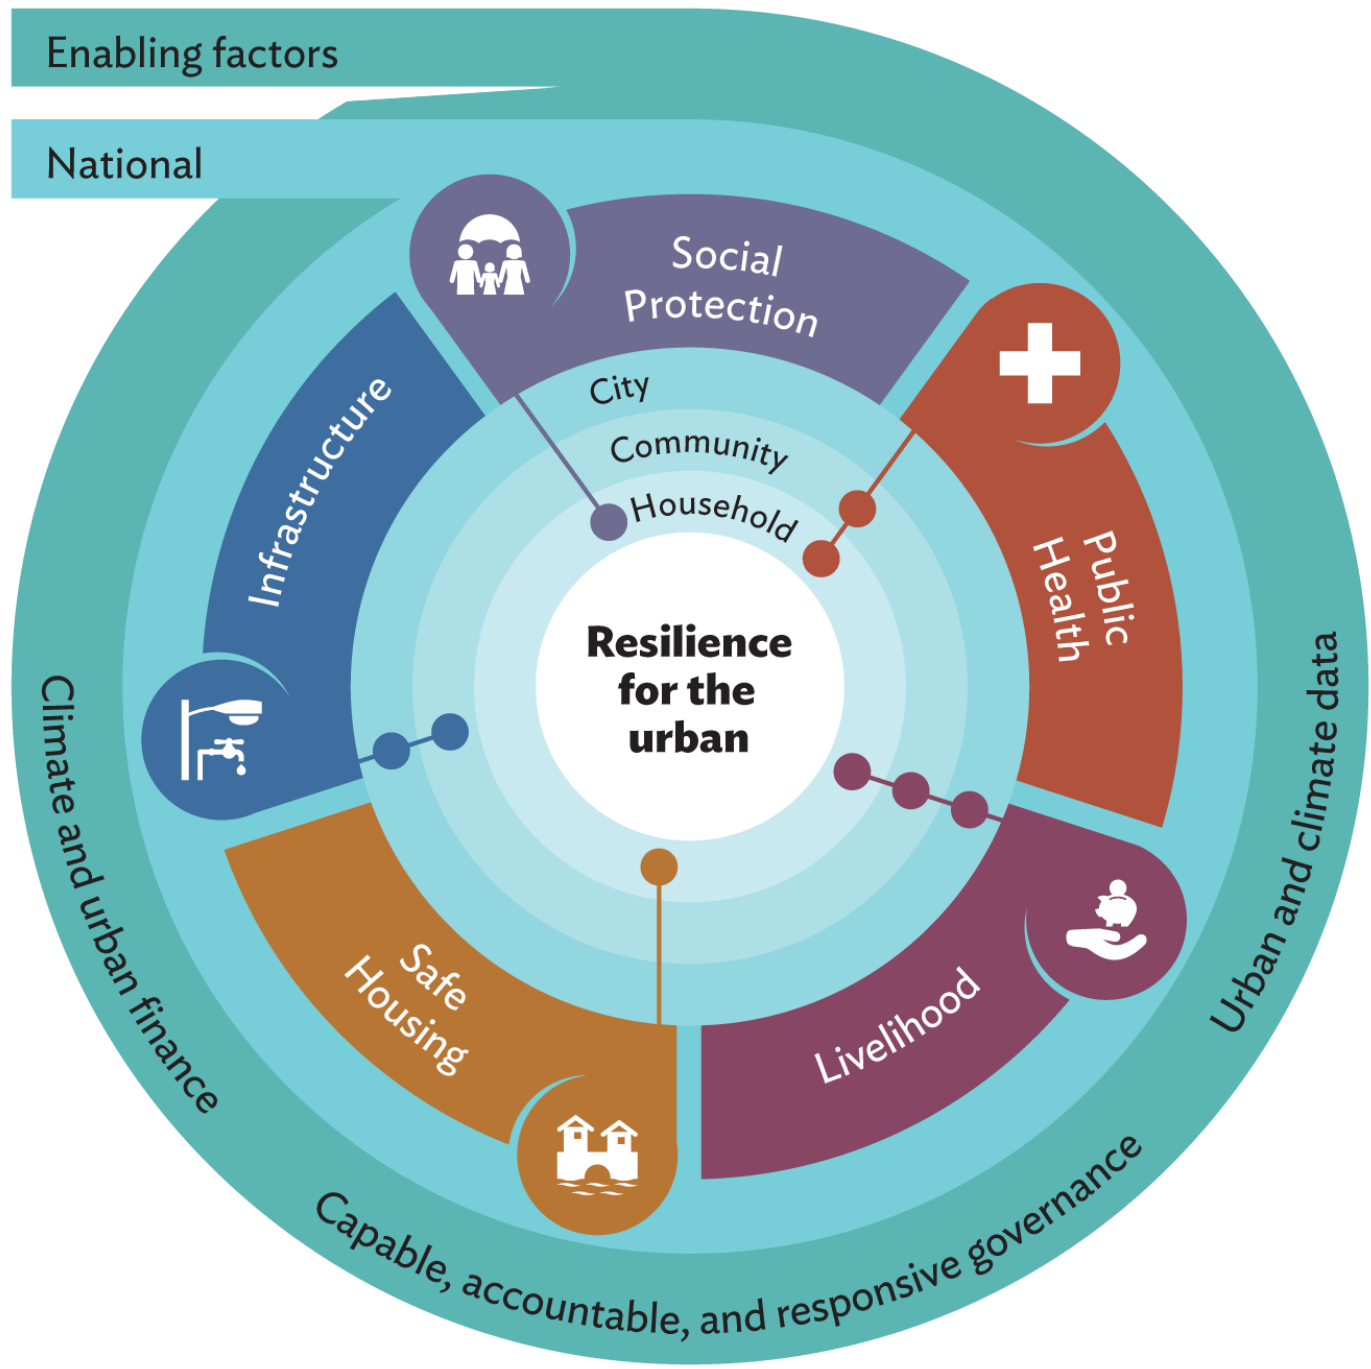 Enabling factors
National
Social
Protection
City
Community
Household
Infrastructure
Public
Health
Resilience
for the
urban
Safe
Housing
Livelihood
Climate and urban finance
Capable, accountable, and responsive governance
Urban and climate data